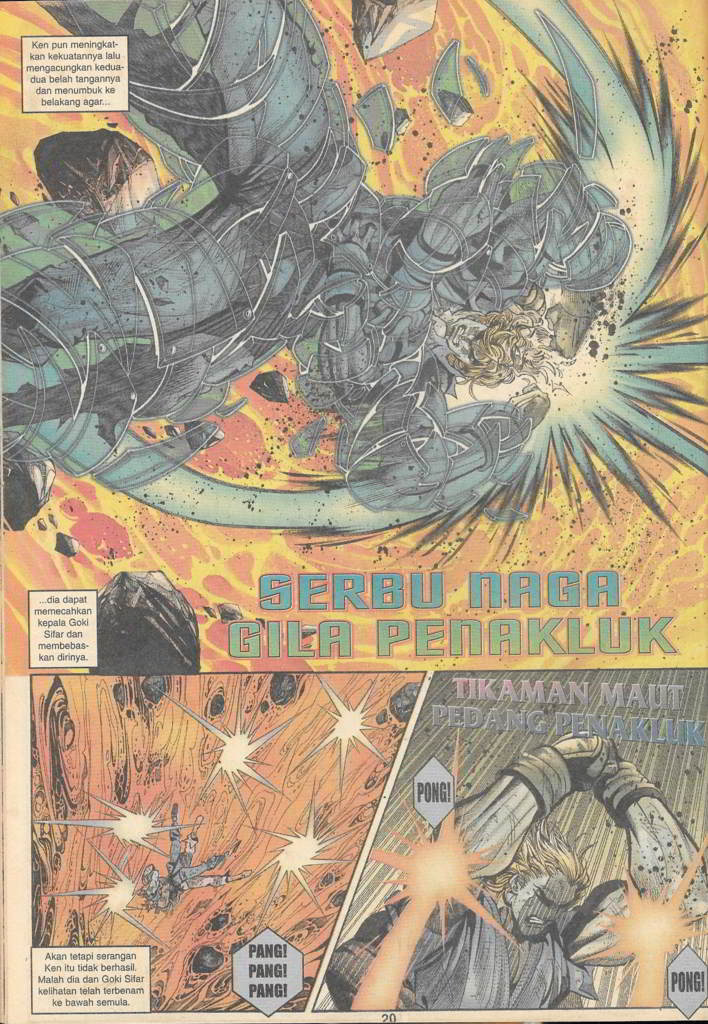 Ken pun meningkat-
kan kekuatannya lalu
mengacungkan kedua-
dua belah tangannya
dan menumbuk ke
belakang agar...
SERBU NAGA
GILA PENAKLUK
...dia dapat
memecahkan
kepala Goki
Sifar dan
membebas-
kan dirinya.
TIKAMAN MAUT
PEDANG PENAKLUK
PONG!
Akan tetapi serangan
Ken itu tidak berhasil.
Malah dia dan Goki Sifar
kelihatan telah terbenam
ke bawah semula.
PANG!
PANG!
PANG!
PONG!
20